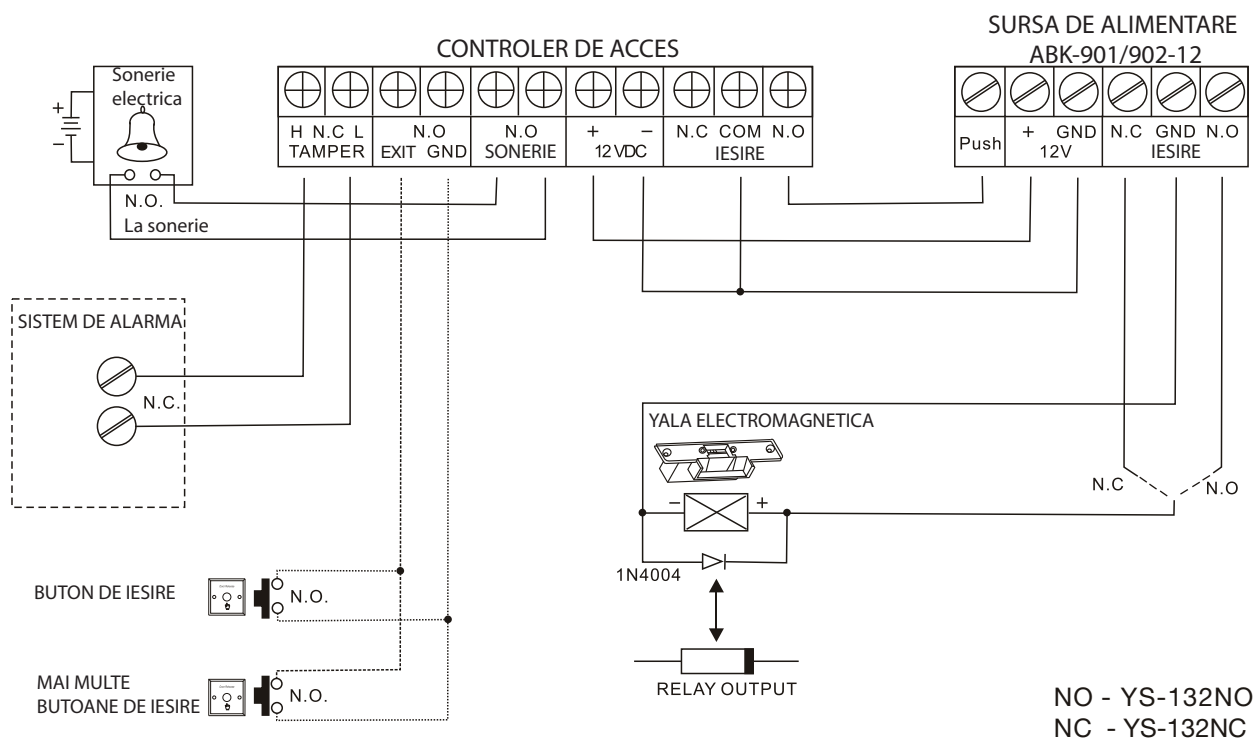 SURSA DE ALIMENTARE
ABK-901/902-12
CONTROLER DE ACCES
Sonerie
electrica
+
−
H N.C L
TAMPER
N.O
EXIT GND
N.O
SONERIE
+ −
12 VDC
N.C COM N.O
IESIRE
Push
+ GND
12V
N.C GND N.O
IESIRE
N.O.
La sonerie
SISTEM DE ALARMA
N.C.
YALA ELECTROMAGNETICA
− +
N.C
N.O
1N4004
BUTON DE IESIRE
N.O.
RELAY OUTPUT
MAI MULTE
BUTOANE DE IESIRE
N.O.
NO - YS-132NO
NC - YS-132NC